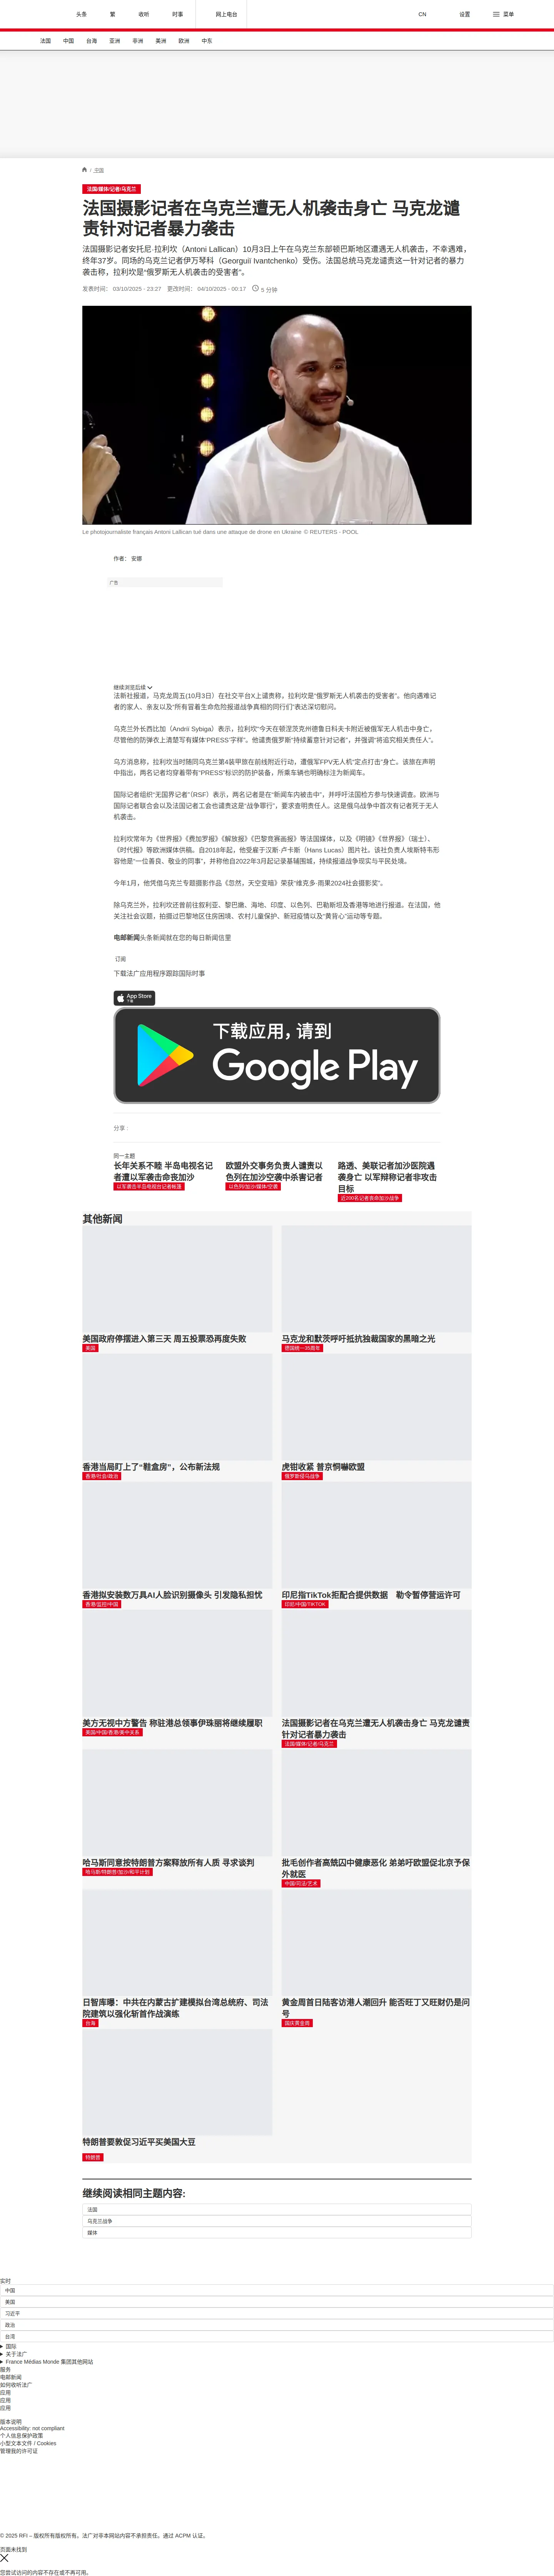 头条
繁
收听
时事
网上电台
CN
设置
菜单
法国
中国
台海
亚洲
非洲
美洲
欧洲
中东
/ 中国
法国/媒体/记者/乌克兰
法国摄影记者在乌克兰遭无人机袭击身亡 马克龙谴
责针对记者暴力袭击
法国摄影记者安托尼·拉利坎（Antoni Lallican）10月3日上午在乌克兰东部顿巴斯地区遭遇无人机袭击，不幸遇难，
终年37岁。同场的乌克兰记者伊万琴科（Georguii Ivantchenko）受伤。法国总统马克龙谴责这一针对记者的暴力
袭击称，拉利坎是“俄罗斯无人机袭击的受害者”。
发表时间： 03/10/2025 - 23:27 更改时间： 04/10/2025 - 00:17 5 分钟
Le photojournaliste français Antoni Lallican tué dans une attaque de drone en Ukraine © REUTERS - POOL
作者： 安娜
广告
继续浏览后续
法新社报道，马克龙周五(10月3日）在社交平台X上谴责称，拉利坎是“俄罗斯无人机袭击的受害者”。他向遇难记
者的家人、亲友以及“所有冒着生命危险报道战争真相的同行们”表达深切慰问。
乌克兰外长西比加（Andrii Sybiga）表示，拉利坎“今天在顿涅茨克州德鲁日科夫卡附近被俄军无人机击中身亡，
尽管他的防弹衣上清楚写有媒体‘PRESS’字样”。他谴责俄罗斯“持续蓄意针对记者”，并强调“将追究相关责任人”。
乌方消息称，拉利坎当时随同乌克兰第4装甲旅在前线附近行动，遭俄军FPV无人机“定点打击”身亡。该旅在声明
中指出，两名记者均穿着带有“PRESS”标识的防护装备，所乘车辆也明确标注为新闻车。
国际记者组织“无国界记者”（RSF）表示，两名记者是在“新闻车内被击中”，并呼吁法国检方参与快速调查。欧洲与
国际记者联合会以及法国记者工会也谴责这是“战争罪行”，要求查明责任人。这是俄乌战争中首次有记者死于无人
机袭击。
拉利坎常年为《世界报》《费加罗报》《解放报》《巴黎竞赛画报》等法国媒体，以及《明镜》《世界报》（瑞士）、
《时代报》等欧洲媒体供稿。自2018年起，他受雇于汉斯·卢卡斯（Hans Lucas）图片社。该社负责人埃斯特韦形
容他是“一位善良、敬业的同事”，并称他自2022年3月起记录基辅围城，持续报道战争现实与平民处境。
今年1月，他凭借乌克兰专题摄影作品《忽然，天空变暗》荣获“维克多·雨果2024社会摄影奖”。
除乌克兰外，拉利坎还曾前往叙利亚、黎巴嫩、海地、印度、以色列、巴勒斯坦及香港等地进行报道。在法国，他
关注社会议题，拍摄过巴黎地区住房困境、农村儿童保护、新冠疫情以及“黄背心”运动等专题。
电邮新闻头条新闻就在您的每日新闻信里
订阅
下载法广应用程序跟踪国际时事
App Store
下载
下载应用，请到
Google Play
分享 :
同一主题
长年关系不睦 半岛电视名记
者遭以军袭击命丧加沙
以军袭击半岛电视台记者帐篷
欧盟外交事务负责人谴责以
色列在加沙空袭中杀害记者
以色列/加沙/媒体/空袭
路透、美联记者加沙医院遇
袭身亡 以军辩称记者非攻击
目标
近200名记者丧命加沙战争
其他新闻
美国政府停摆进入第三天 周五投票恐再度失败
美国
马克龙和默茨呼吁抵抗独裁国家的黑暗之光
德国统一35周年
香港当局盯上了“鞋盒房”，公布新法规
香港/社会/政治
虎钳收紧 普京恫嚇欧盟
俄罗斯侵乌战争
香港拟安装数万具AI人脸识别摄像头 引发隐私担忧
香港/监控/中国
印尼指TikTok拒配合提供数据 勒令暂停营运许可
印尼/中国/TIKTOK
美方无视中方警告 称驻港总领事伊珠丽将继续履职
美国/中国/香港/美中关系
法国摄影记者在乌克兰遭无人机袭击身亡 马克龙谴责
针对记者暴力袭击
法国/媒体/记者/乌克兰
哈马斯同意按特朗普方案释放所有人质 寻求谈判
哈马斯/特朗普/加沙/和平计划
批毛创作者高兟囚中健康恶化 弟弟吁欧盟促北京予保
外就医
中国/司法/艺术
日智库曝：中共在内蒙古扩建模拟台湾总统府、司法
院建筑以强化斩首作战演练
台海
黄金周首日陆客访港人潮回升 能否旺丁又旺财仍是问
号
国庆黄金周
特朗普要敦促习近平买美国大豆
特朗普
继续阅读相同主题内容:
法国
乌克兰战争
媒体
实时
中国
美国
习近平
政治
台湾
国际
关于法广
France Médias Monde 集团其他网站
服务
电邮新闻
如何收听法广
应用
应用
应用
版本说明
Accessibility: not compliant
个人信息保护政策
小型文本文件 / Cookies
管理我的许可证
© 2025 RFI – 版权所有版权所有。法广对非本网站内容不承担责任。通过 ACPM 认证。
页面未找到
您尝试访问的内容不存在或不再可用。